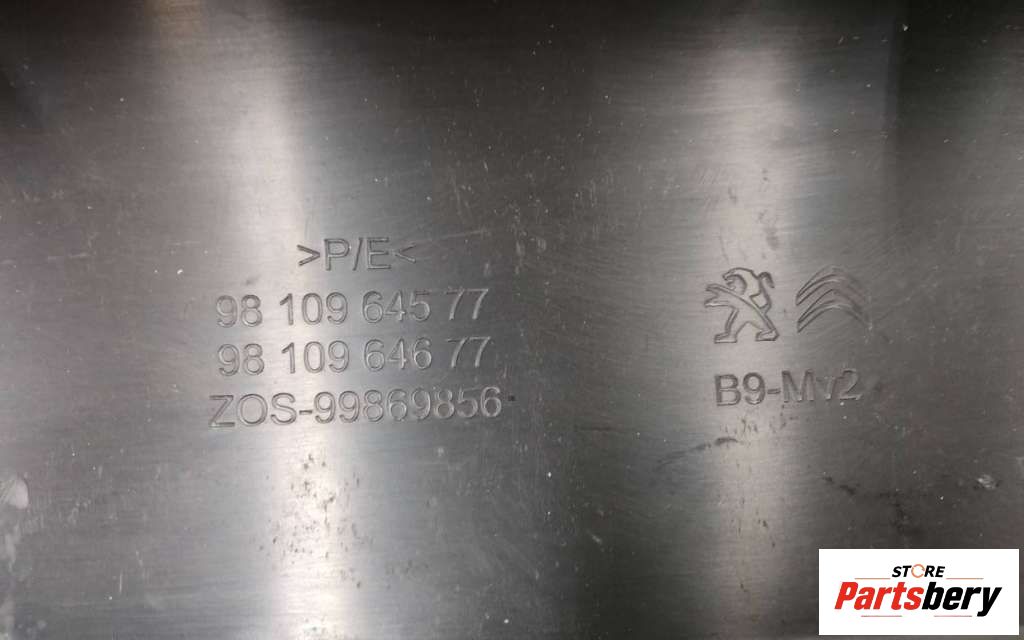 >P/E<
98 109 645 77
98 109 646 77
ZOS-99869856
B9-Mv2
STORE
Partsbery